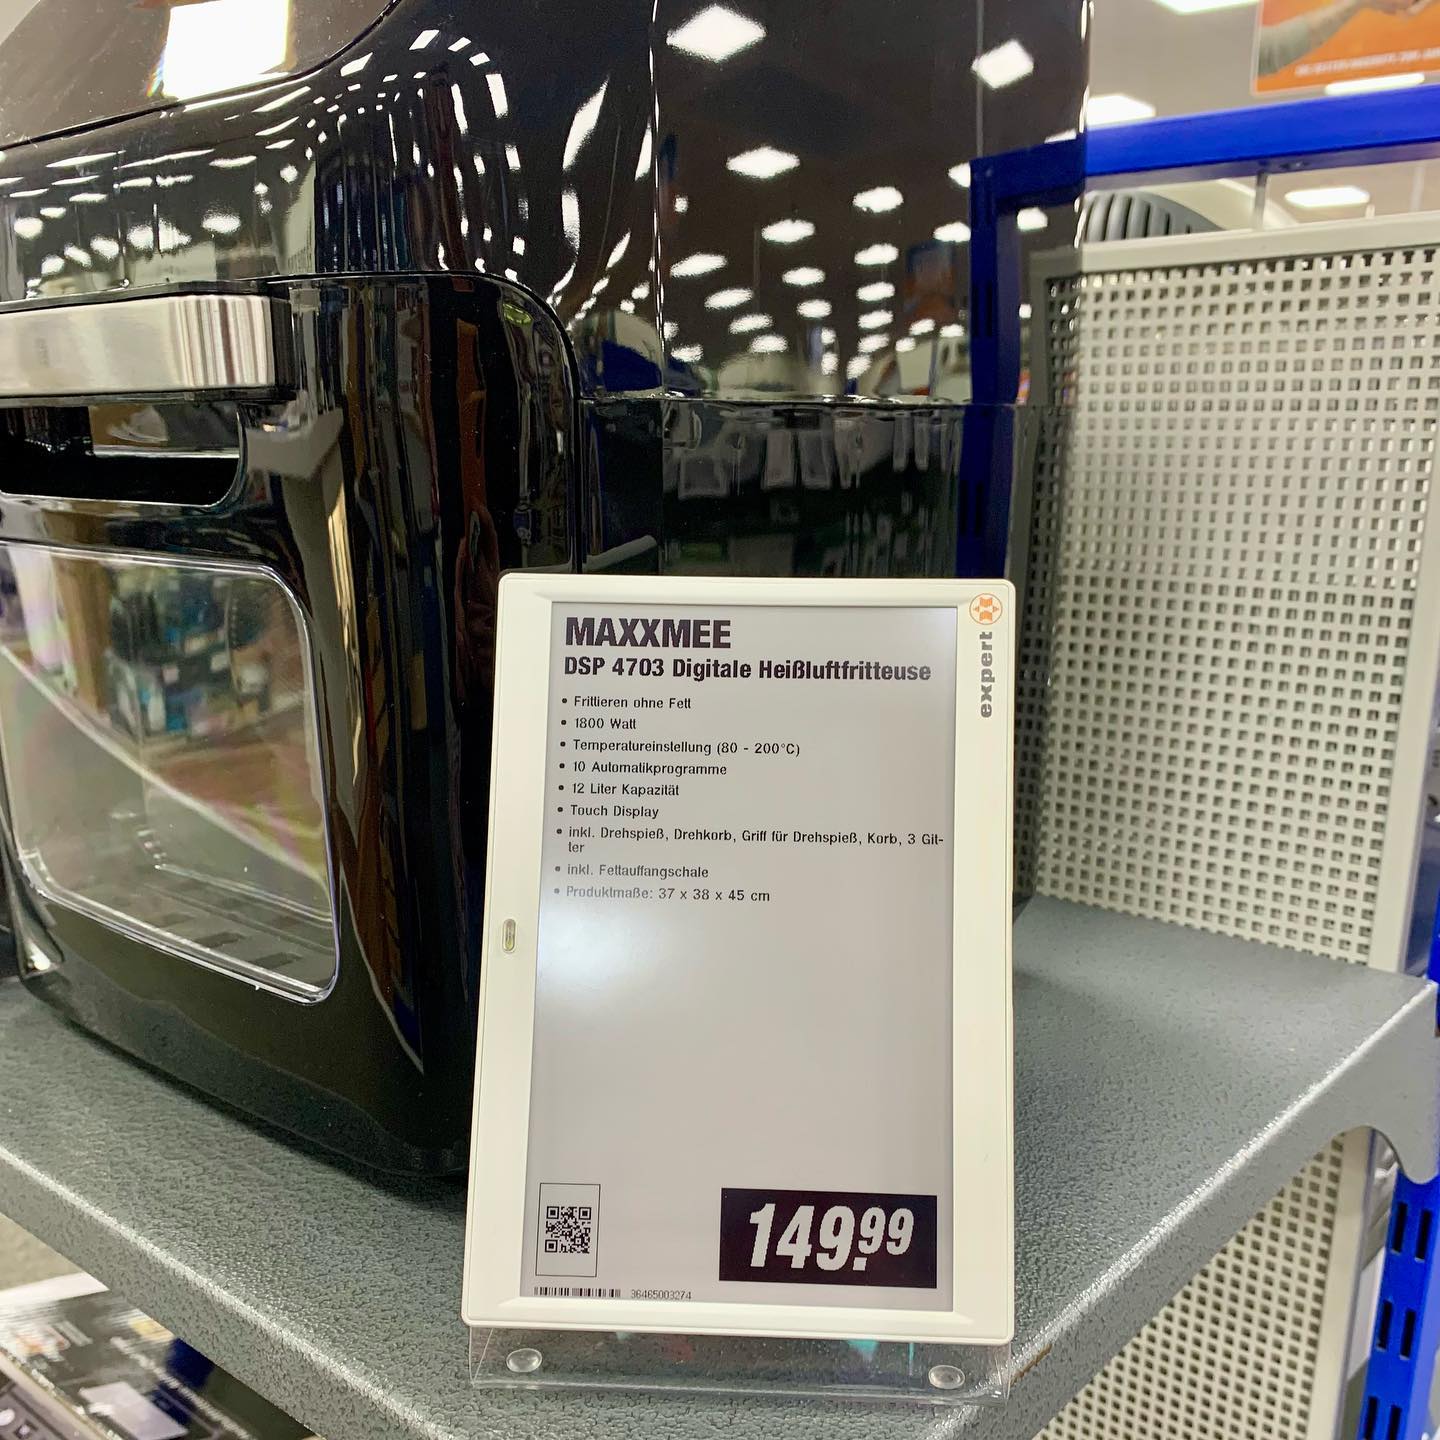 MAXXMEE
DSP 4703 Digitale Heißluftfritteuse
expert
• Frittieren ohne Fett
• 1800 Watt
• Temperatureinstellung (80 - 200°C)
• 10 Automatikprogramme
• 12 Liter Kapazität
• Touch Display
• inkl. Drehspieß, Drehkorb, Griff für Drehspieß, Korb, 3 Git-
ter
• inkl. Fettauffangschale
• Produktmaße: 37 x 38 x 45 cm
149.99
36465003274